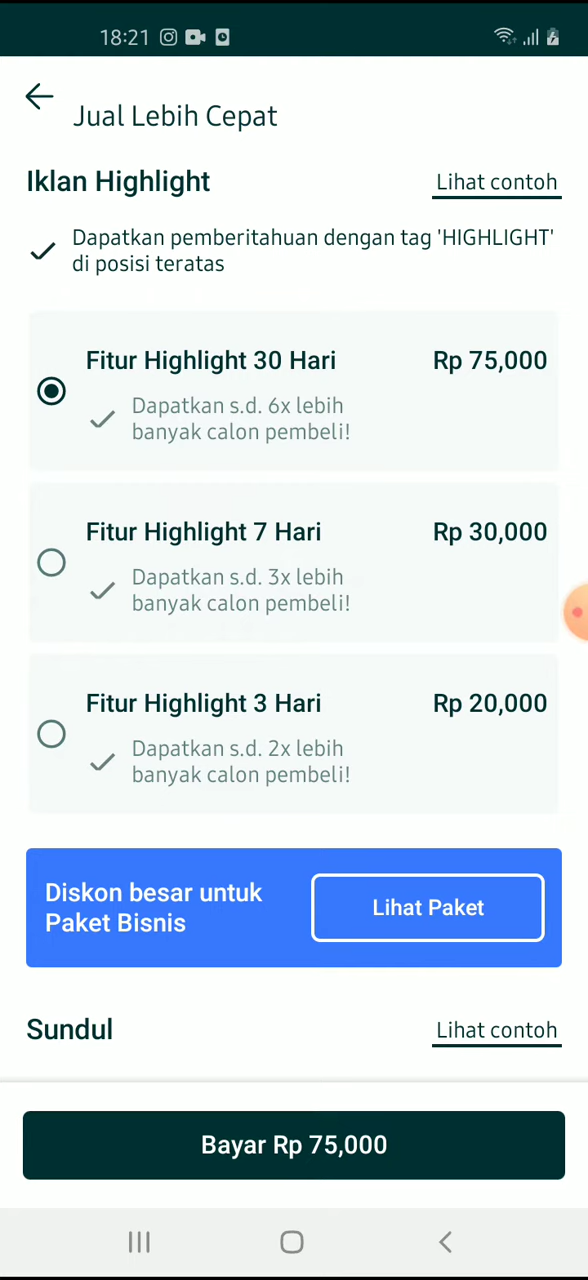 18:21
Jual Lebih Cepat
Iklan Highlight
Lihat contoh
Dapatkan pemberitahuan dengan tag 'HIGHLIGHT'
di posisi teratas
Fitur Highlight 30 Hari
Rp 75,000
Dapatkan s.d. 6x lebih
banyak calon pembeli!
Fitur Highlight 7 Hari
Rp 30,000
Dapatkan s.d. 3x lebih
banyak calon pembeli!
Fitur Highlight 3 Hari
Rp 20,000
Dapatkan s.d. 2x lebih
banyak calon pembeli!
Diskon besar untuk
Paket Bisnis
Lihat Paket
Sundul
Lihat contoh
Bayar Rp 75,000